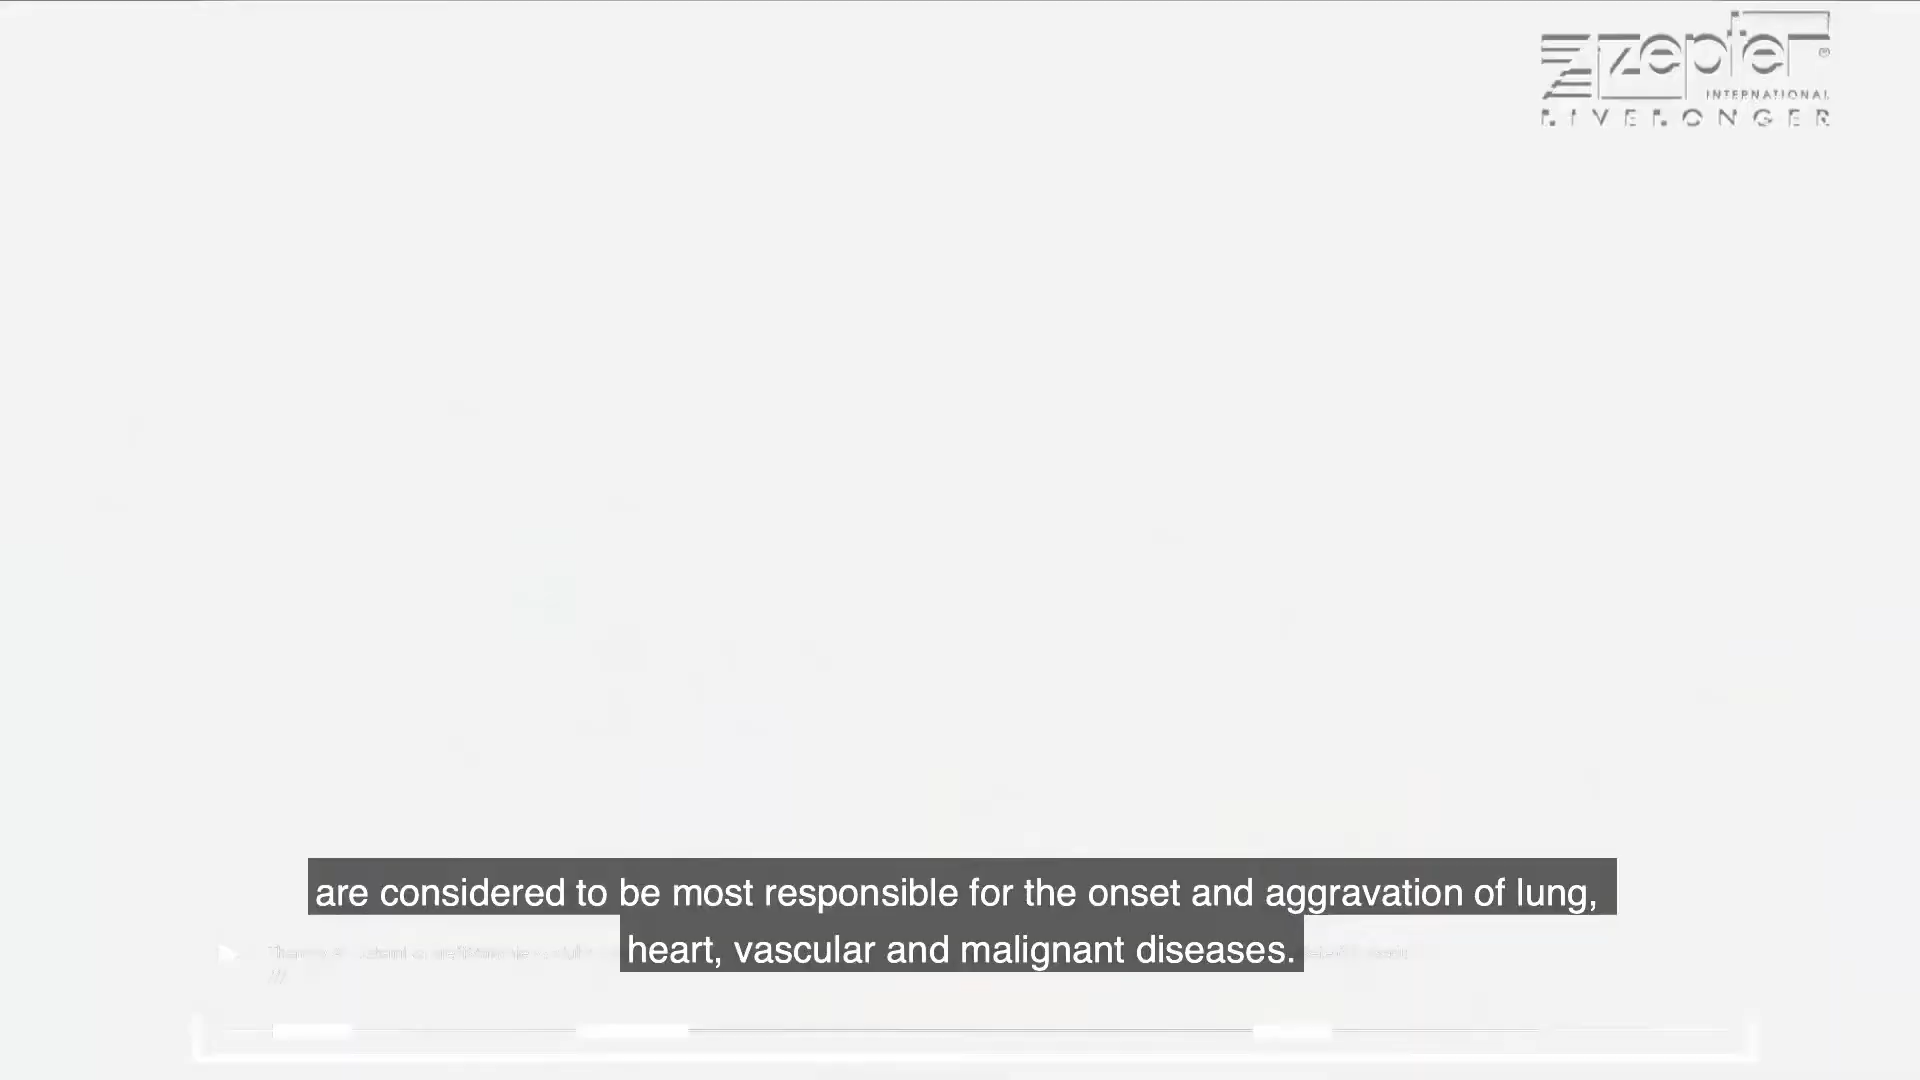 zepter®
INTERNATIONAL
LIVE LONGER
are considered to be most responsible for the onset and aggravation of lung,
heart, vascular and malignant diseases.